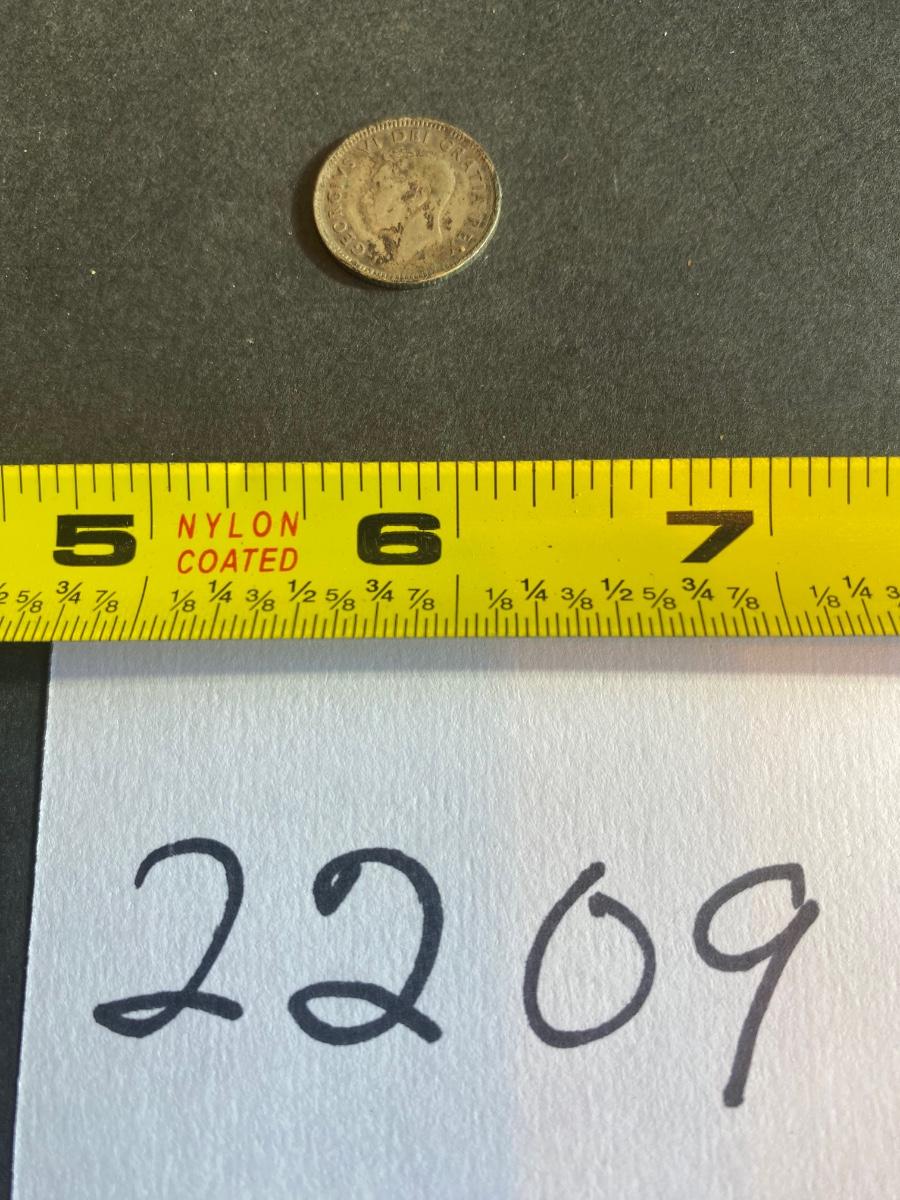 GEORGIVS VI DEI GRATIA REX
5 6 7
NYLON
COATED
1/2 5/8 3/4 7/8 1/8 1/4 3/8 1/2 5/8 3/4 7/8 1/8 1/4 3/8 1/2 5/8 3/4 7/8 1/8 1/4
2209